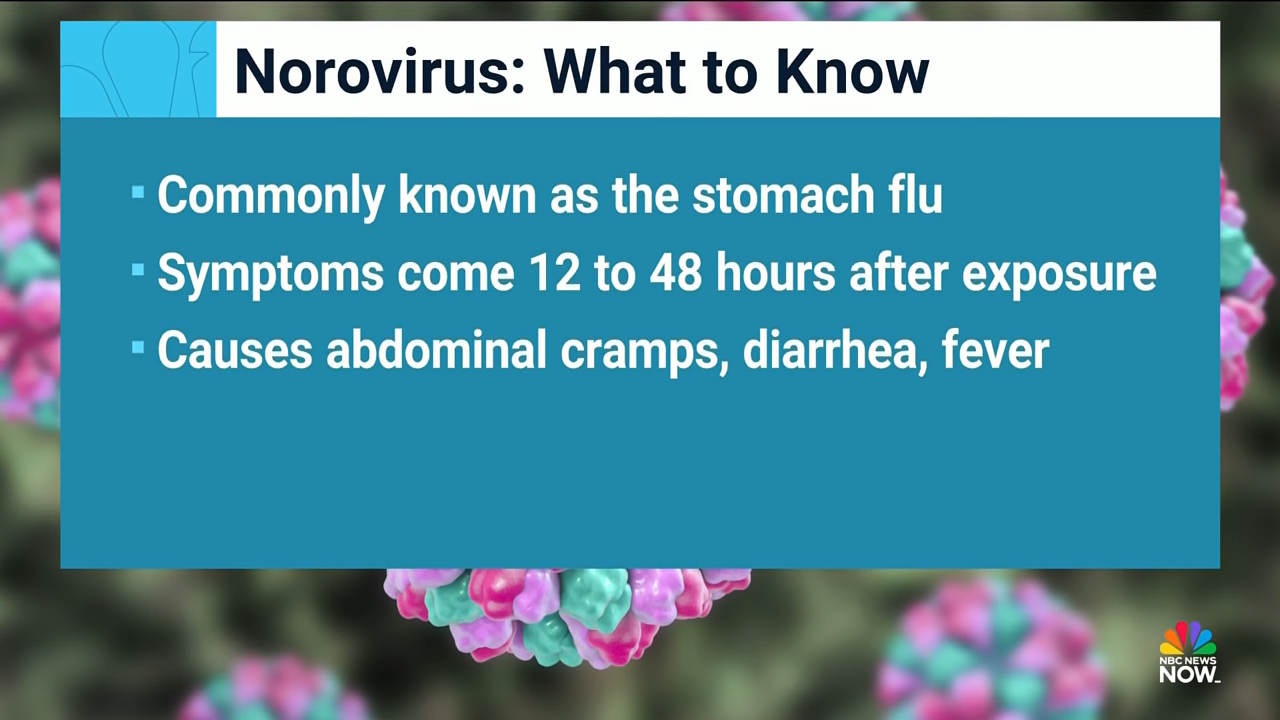 Norovirus: What to Know
Commonly known as the stomach flu
Symptoms come 12 to 48 hours after exposure
Causes abdominal cramps, diarrhea, fever
NBC NEWS
NOW_